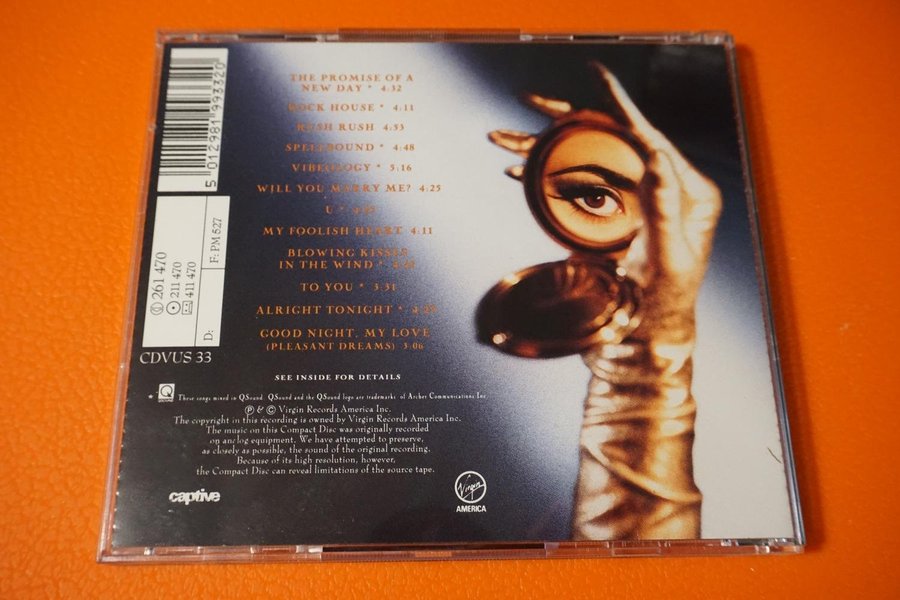 THE PROMISE OF A
NEW DAY * 4:32
ROCK HOUSE * 4:11
RUSH RUSH 4:53
SPELLBOUND * 4:48
VIBEOLOGY * 5:16
WILL YOU MARRY ME? 4:25
U *
MY FOOLISH HEART 4:11
BLOWING KISSES
IN THE WIND *
TO YOU * 3:31
ALRIGHT TONIGHT *
GOOD NIGHT, MY LOVE
(PLEASANT DREAMS) 3:06
SEE INSIDE FOR DETAILS
* Q These songs mixed in QSound. QSound and the QSound logo are trademarks of Archer Communications Inc.
℗ & © Virgin Records America Inc.
The copyright in this recording is owned by Virgin Records America Inc.
The music on this Compact Disc was originally recorded
on analog equipment. We have attempted to preserve,
as closely as possible, the sound of the original recording.
Because of its high resolution, however,
the Compact Disc can reveal limitations of the source tape.
captive
Virgin
AMERICA
5 012981 993320
261 470
211 470
411 470
F: PM 527
D:
CDVUS 33